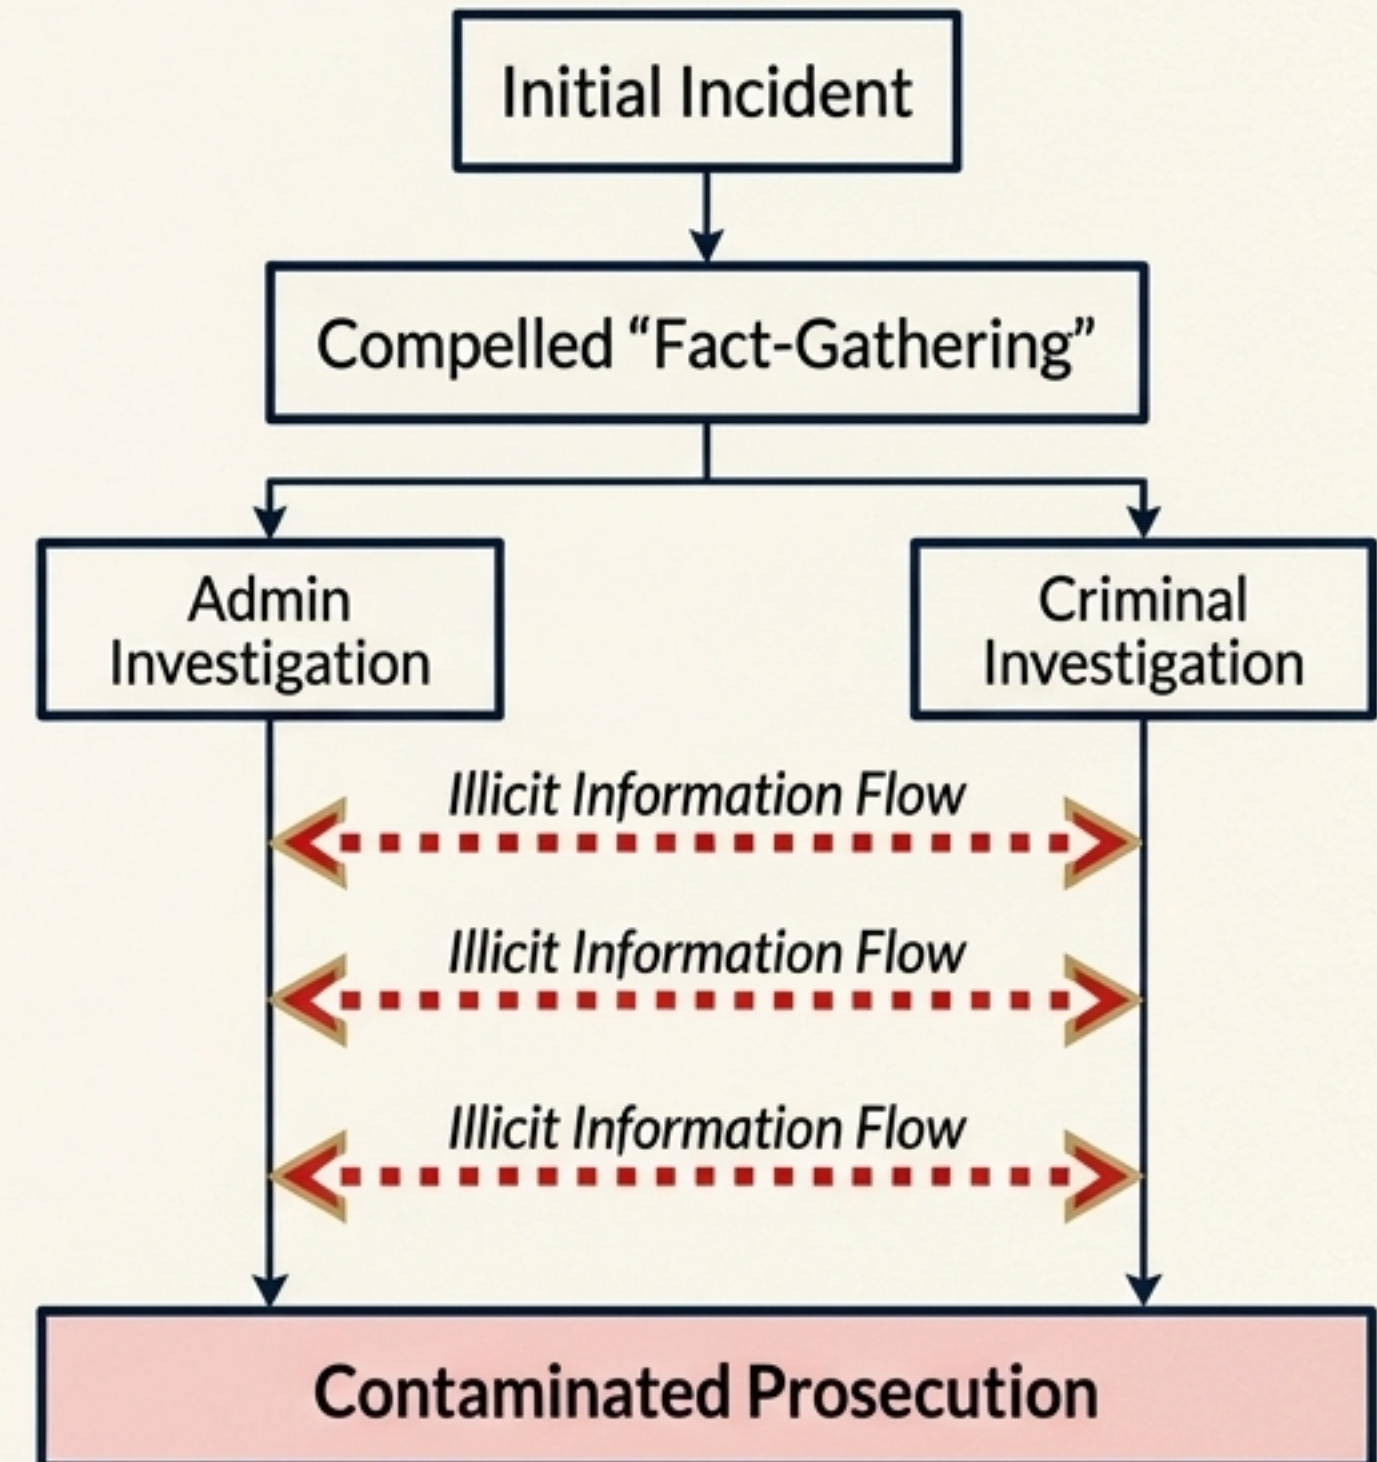 Initial Incident
Compelled “Fact-Gathering”
Admin
Investigation
Criminal
Investigation
Illicit Information Flow
Illicit Information Flow
Illicit Information Flow
Contaminated Prosecution